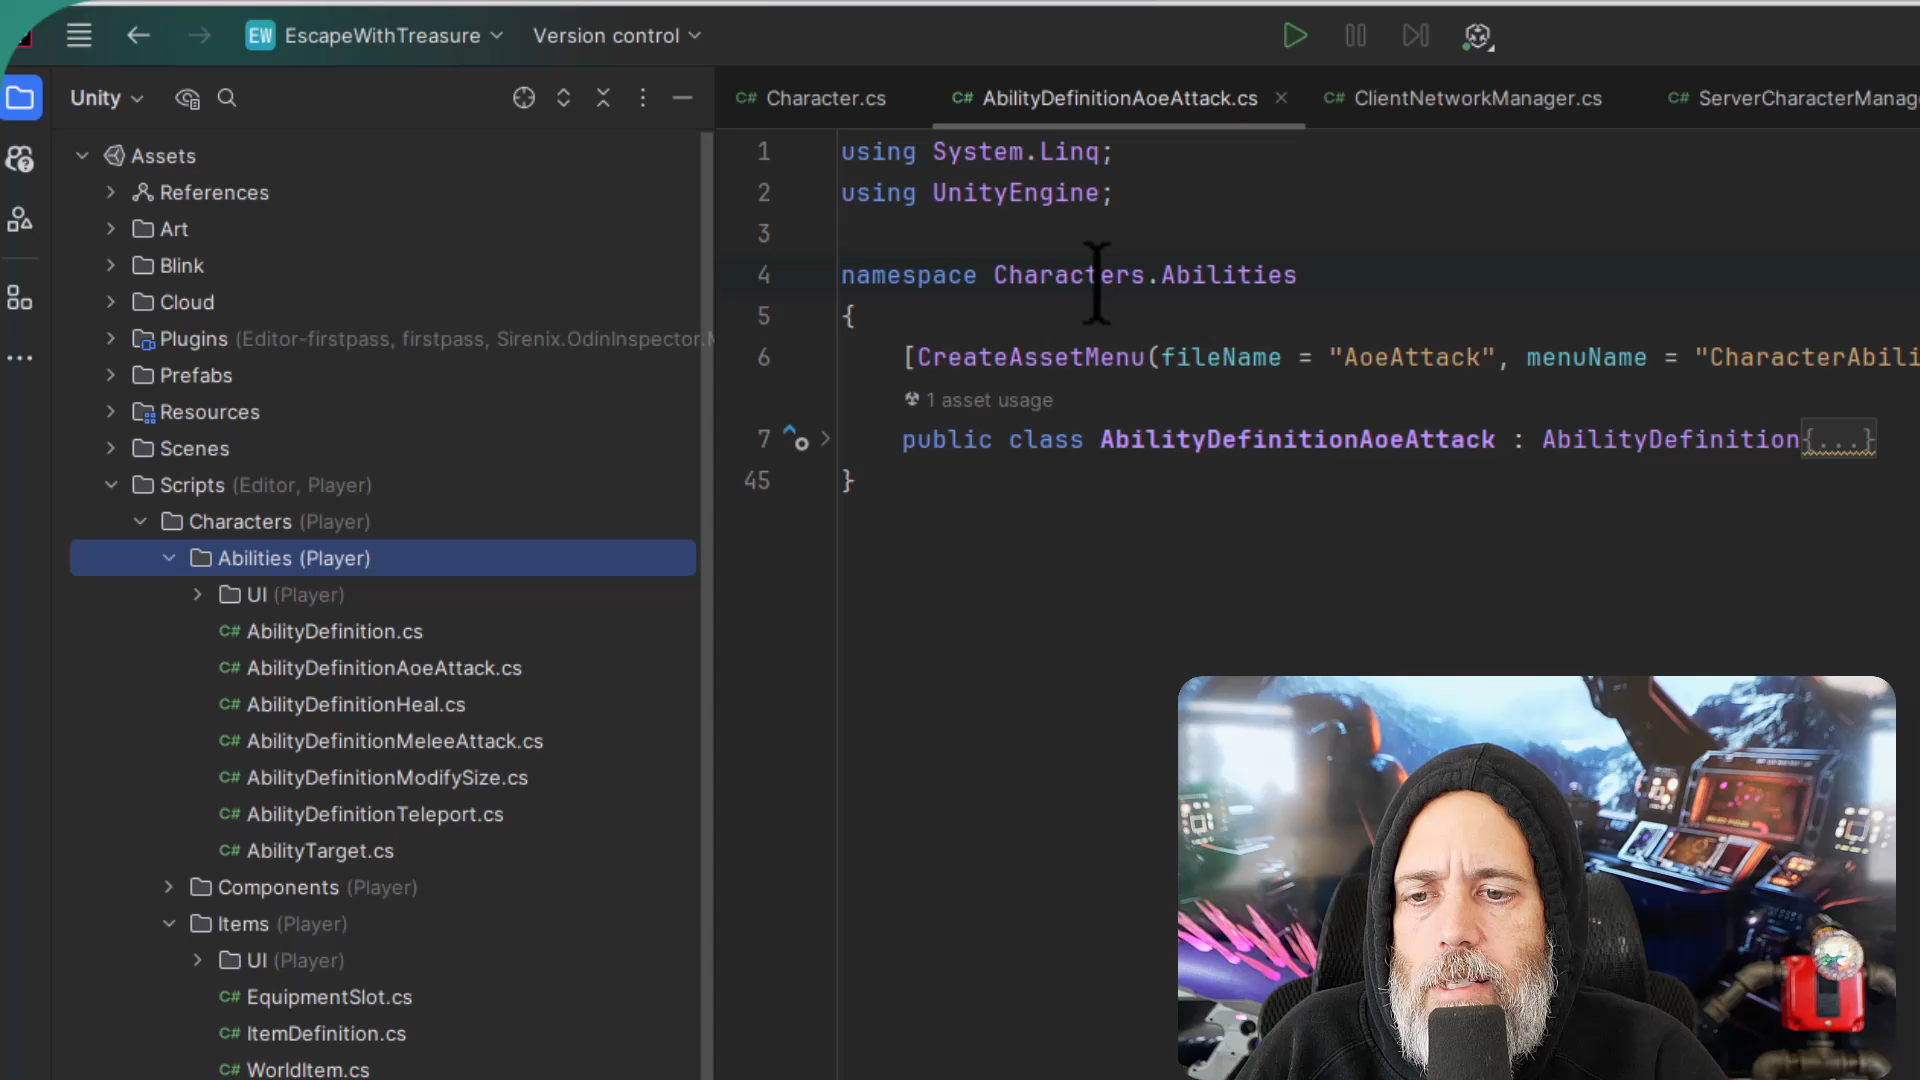 EW EscapeWithTreasure Version control
Unity
Assets
References
Art
Blink
Cloud
Plugins (Editor-firstpass, firstpass, Sirenix.OdinInspector.
Prefabs
Resources
Scenes
Scripts (Editor, Player)
Characters (Player)
Abilities (Player)
UI (Player)
C# AbilityDefinition.cs
C# AbilityDefinitionAoeAttack.cs
C# AbilityDefinitionHeal.cs
C# AbilityDefinitionMeleeAttack.cs
C# AbilityDefinitionModifySize.cs
C# AbilityDefinitionTeleport.cs
C# AbilityTarget.cs
Components (Player)
Items (Player)
UI (Player)
C# EquipmentSlot.cs
C# ItemDefinition.cs
C# WorldItem.cs
C# Character.cs C# AbilityDefinitionAoeAttack.cs C# ClientNetworkManager.cs C# ServerCharacterManag
1 using System.Linq;
2 using UnityEngine;
3
4 namespace Characters.Abilities
5 {
6 [CreateAssetMenu(fileName = "AoeAttack", menuName = "CharacterAbili
1 asset usage
7 public class AbilityDefinitionAoeAttack : AbilityDefinition{...}
45 }